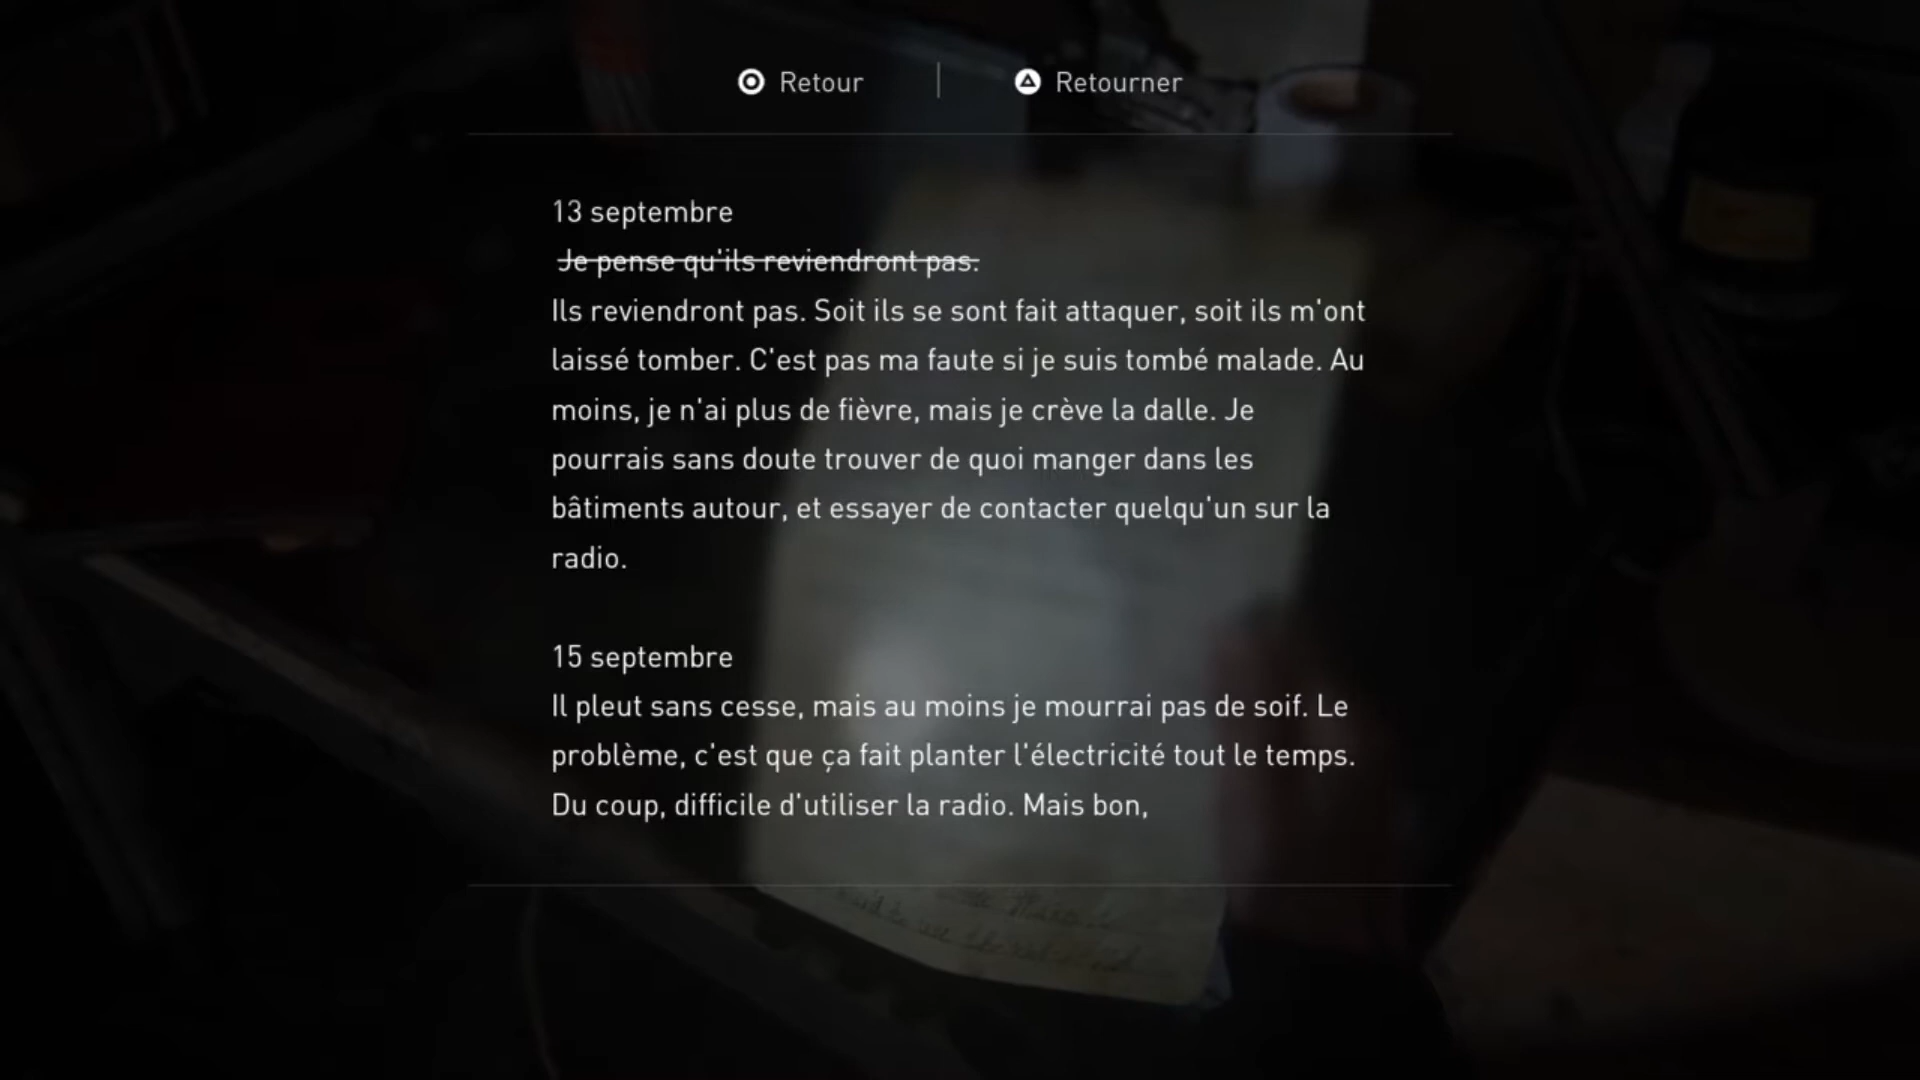 Retour | Retourner
13 septembre
Je pense qu'ils reviendront pas.
Ils reviendront pas. Soit ils se sont fait attaquer, soit ils m'ont
laissé tomber. C'est pas ma faute si je suis tombé malade. Au
moins, je n'ai plus de fièvre, mais je crève la dalle. Je
pourrais sans doute trouver de quoi manger dans les
bâtiments autour, et essayer de contacter quelqu'un sur la
radio.
15 septembre
Il pleut sans cesse, mais au moins je mourrai pas de soif. Le
problème, c'est que ça fait planter l'électricité tout le temps.
Du coup, difficile d'utiliser la radio. Mais bon,